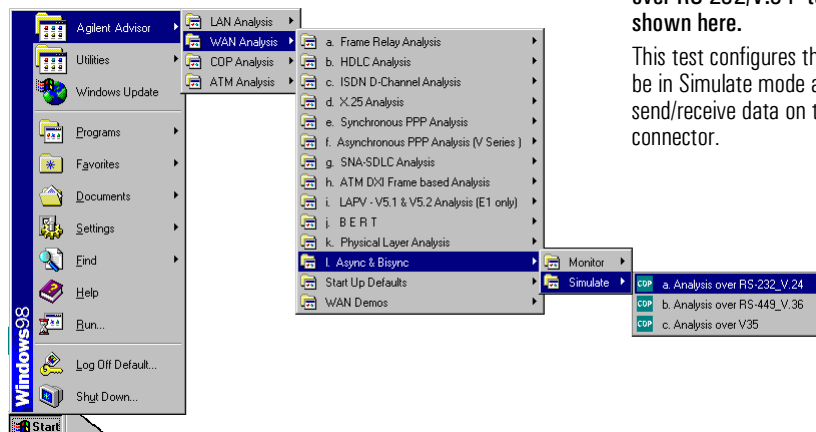 over RS-232/V.34
shown here.
This test configures th
be in Simulate mode a
send/receive data on t
connector.
Agilent Advisor
Utilities
Windows Update
Programs
Favorites
Documents
Settings
Find
Help
Run...
Log Off Default...
Shut Down...
Windows98
Start
LAN Analysis
WAN Analysis
COP Analysis
ATM Analysis
a. Frame Relay Analysis
b. HDLC Analysis
c. ISDN D-Channel Analysis
d. X.25 Analysis
e. Synchronous PPP Analysis
f. Asynchronous PPP Analysis (V Series )
g. SNA-SDLC Analysis
h. ATM DXI Frame based Analysis
i. LAPV - V5.1 & V5.2 Analysis (E1 only)
j. B E R T
k. Physical Layer Analysis
l. Async & Bisync
Start Up Defaults
WAN Demos
Monitor
Simulate
COP a. Analysis over RS-232_V.24
COP b. Analysis over RS-449_V.36
COP c. Analysis over V35